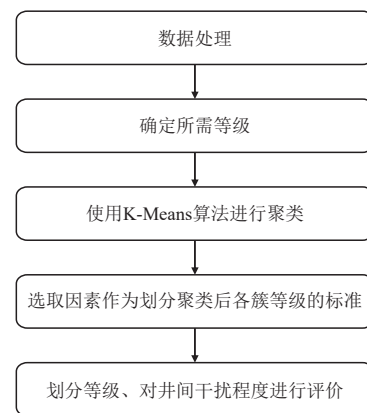 数据处理
确定所需等级
使用K-Means算法进行聚类
选取因素作为划分聚类后各簇等级的标准
划分等级、对井间干扰程度进行评价